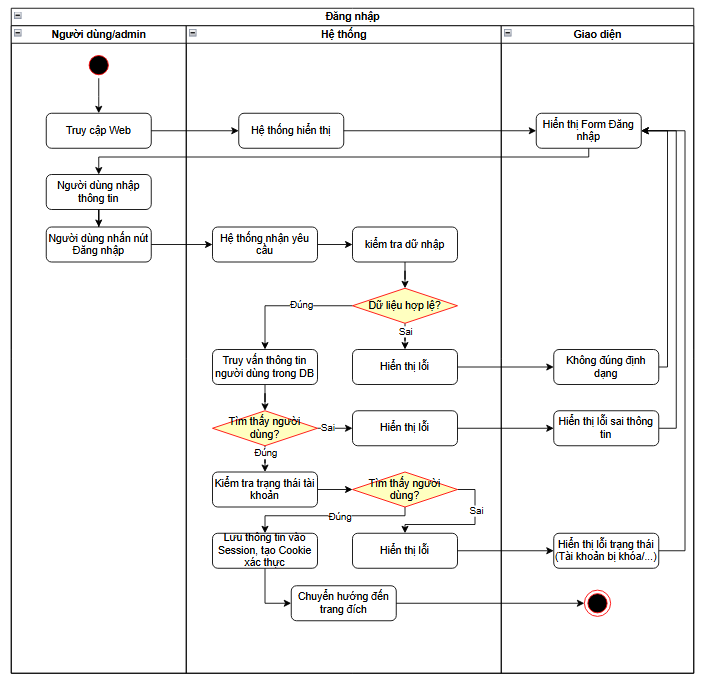 Đăng nhập
Người dùng/admin
Hệ thống
Giao diện
Truy cập Web
Hệ thống hiển thị
Hiển thị Form Đăng
nhập
Người dùng nhập
thông tin
Người dùng nhấn nút
Đăng nhập
Hệ thống nhận yêu
cầu
kiểm tra dữ nhập
Dữ liệu hợp lệ?
Đúng
Sai
Truy vấn thông tin
người dùng trong DB
Hiển thị lỗi
Không đúng định
dạng
Tìm thấy người
dùng?
Sai
Hiển thị lỗi
Hiển thị lỗi sai thông
tin
Đúng
Kiểm tra trạng thái tài
khoản
Tìm thấy người
dùng?
Sai
Đúng
Lưu thông tin vào
Session, tạo Cookie
xác thực
Hiển thị lỗi
Hiển thị lỗi trạng thái
(Tài khoản bị khóa/...)
Chuyển hướng đến
trang đích